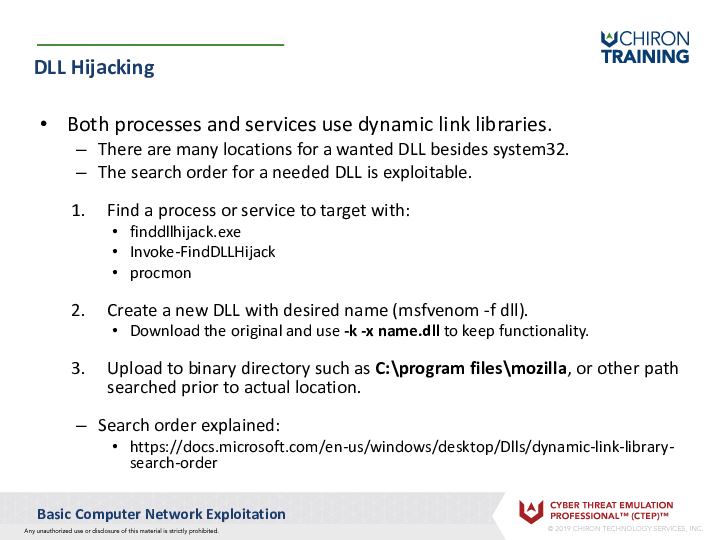 CHIRON
TRAINING
DLL Hijacking
• Both processes and services use dynamic link libraries.
– There are many locations for a wanted DLL besides system32.
– The search order for a needed DLL is exploitable.
1. Find a process or service to target with:
• finddllhijack.exe
• Invoke-FindDLLHijack
• procmon
2. Create a new DLL with desired name (msfvenom -f dll).
• Download the original and use -k -x name.dll to keep functionality.
3. Upload to binary directory such as C:\program files\mozilla, or other path
searched prior to actual location.
– Search order explained:
• https://docs.microsoft.com/en-us/windows/desktop/Dlls/dynamic-link-library-
search-order
Basic Computer Network Exploitation
CYBER THREAT EMULATION
PROFESSIONAL™ (CTEP)™
Any unauthorized use or disclosure of this material is strictly prohibited.
© 2019 CHIRON TECHNOLOGY SERVICES, INC.